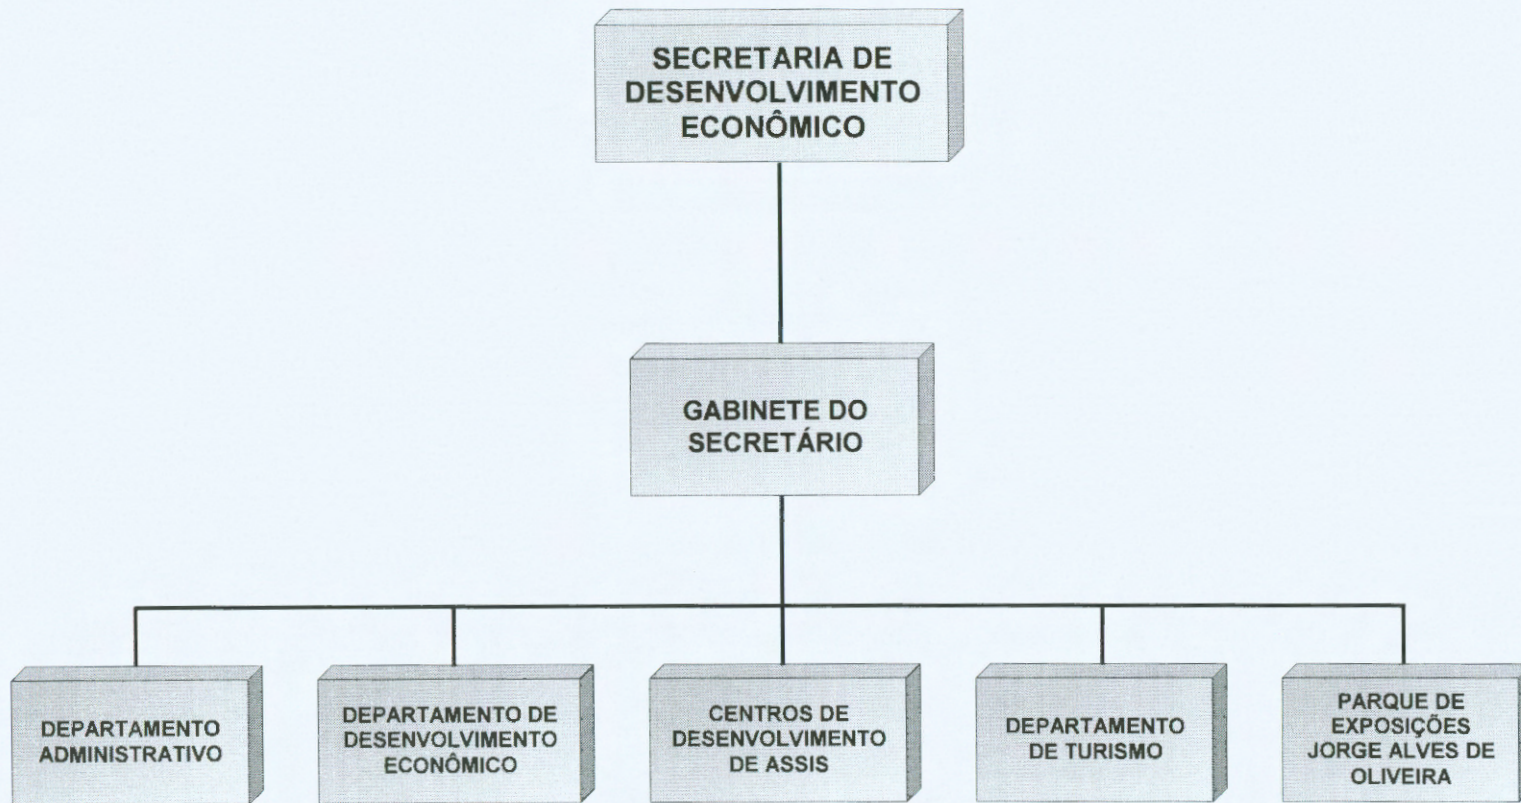 SECRETARIA DE
DESENVOLVIMENTO
ECONÔMICO
GABINETE DO
SECRETÁRIO
DEPARTAMENTO
ADMINISTRATIVO
DEPARTAMENTO DE
DESENVOLVIMENTO
ECONÔMICO
CENTROS DE
DESENVOLVIMENTO
DE ASSIS
DEPARTAMENTO
DE TURISMO
PARQUE DE
EXPOSIÇÕES
JORGE ALVES DE
OLIVEIRA